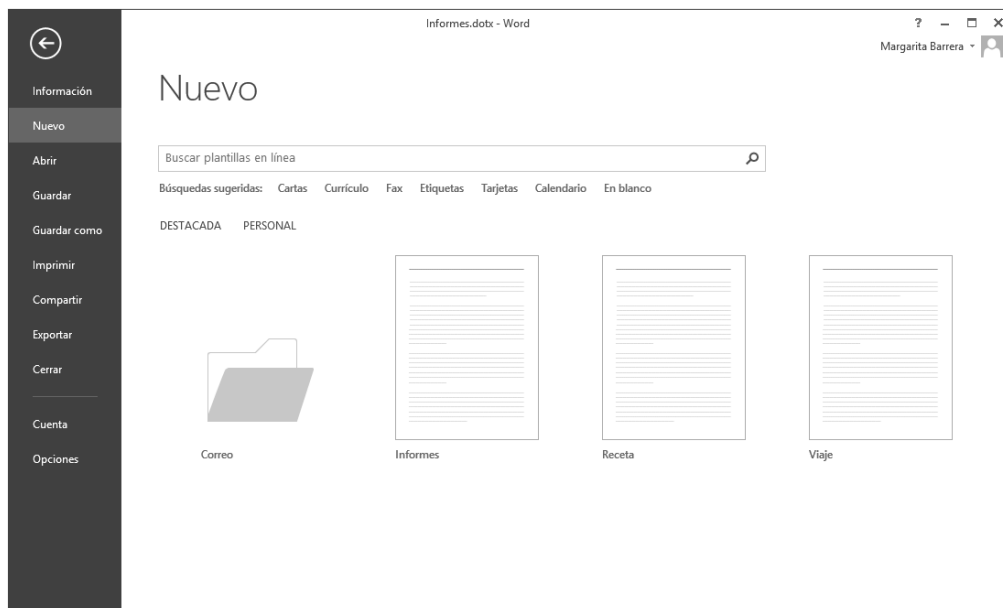 Informes.dotx - Word
?
Margarita Barrera
Información
Nuevo
Abrir
Guardar
Guardar como
Imprimir
Compartir
Exportar
Cerrar
Cuenta
Opciones
Nuevo
Buscar plantillas en línea
Búsquedas sugeridas: Cartas Currículo Fax Etiquetas Tarjetas Calendario En blanco
DESTACADA PERSONAL
Correo Informes Receta Viaje